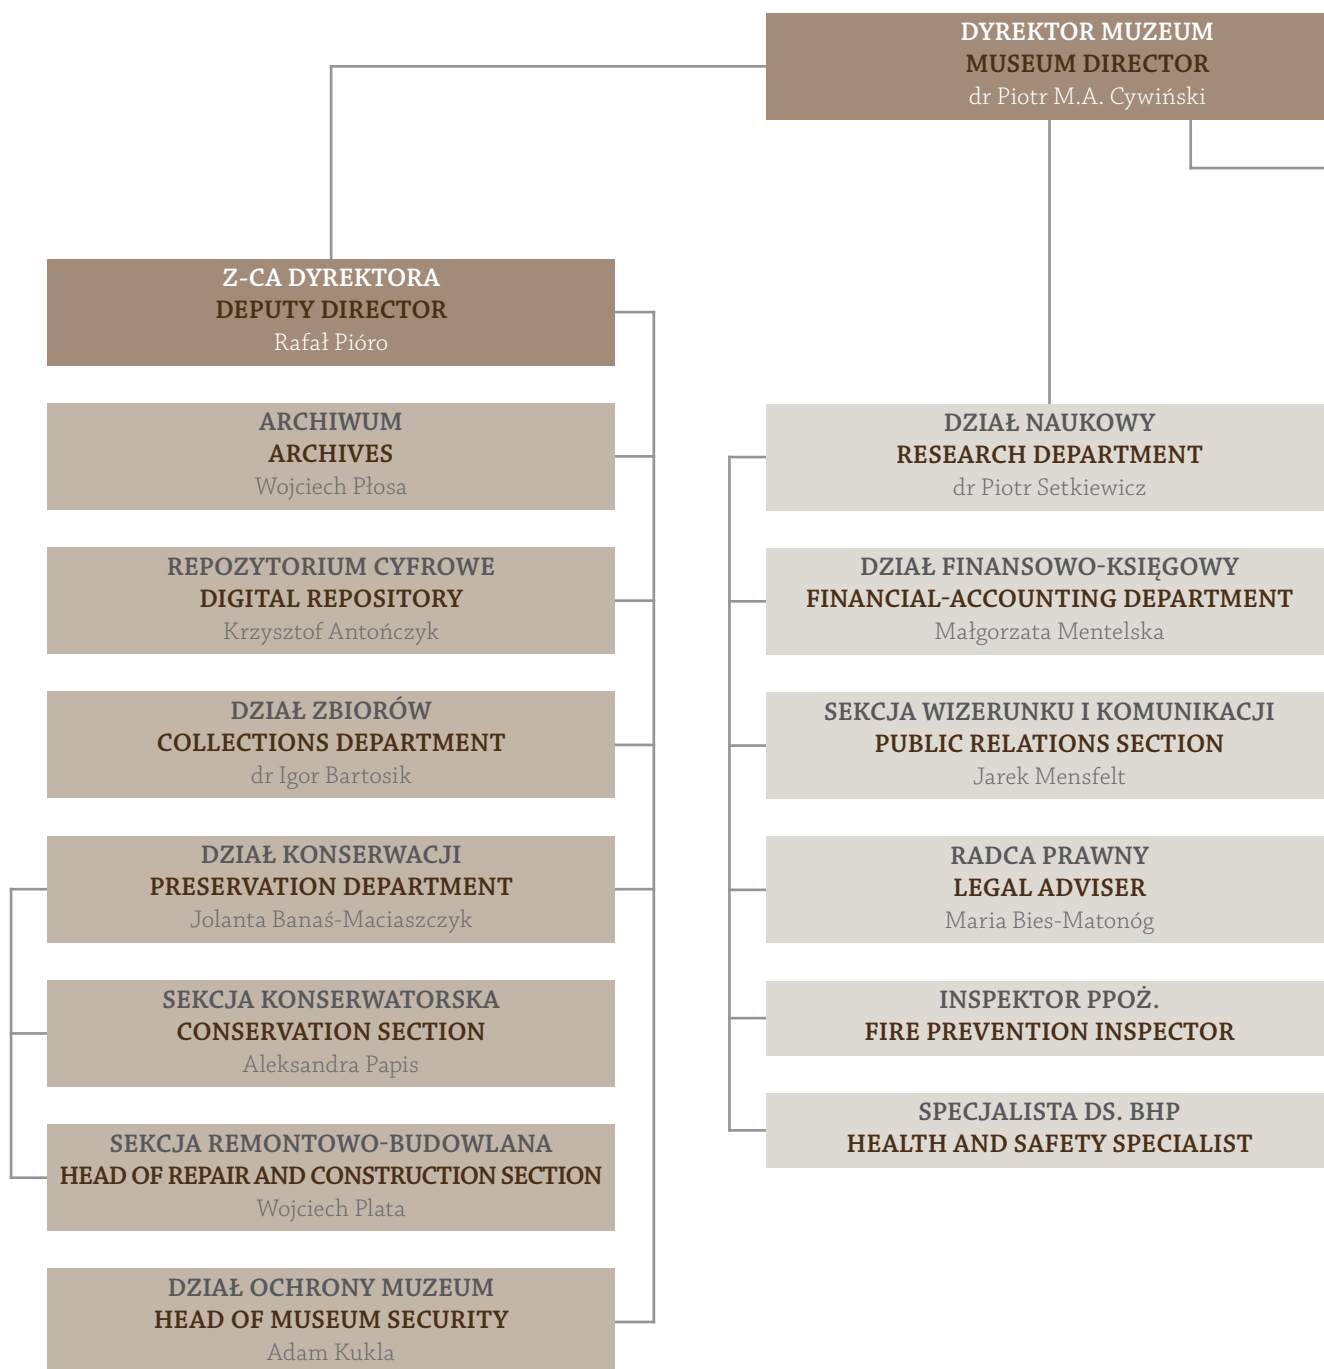 DYREKTOR MUZEUM
MUSEUM DIRECTOR
dr Piotr M.A. Cywiński
Z-CA DYREKTORA
DEPUTY DIRECTOR
Rafał Pióro
ARCHIWUM
ARCHIVES
Wojciech Płosa
REPOZYTORIUM CYFROWE
DIGITAL REPOSITORY
Krzysztof Antończyk
DZIAŁ ZBIORÓW
COLLECTIONS DEPARTMENT
dr Igor Bartosik
DZIAŁ KONSERWACJI
PRESERVATION DEPARTMENT
Jolanta Banaś-Maciaszczyk
SEKCJA KONSERWATORSKA
CONSERVATION SECTION
Aleksandra Papis
SEKCJA REMONTOWO-BUDOWLANA
HEAD OF REPAIR AND CONSTRUCTION SECTION
Wojciech Plata
DZIAŁ OCHRONY MUZEUM
HEAD OF MUSEUM SECURITY
Adam Kukla
DZIAŁ NAUKOWY
RESEARCH DEPARTMENT
dr Piotr Setkiewicz
DZIAŁ FINANSOWO-KSIĘGOWY
FINANCIAL-ACCOUNTING DEPARTMENT
Małgorzata Mentelska
SEKCJA WIZERUNKU I KOMUNIKACJI
PUBLIC RELATIONS SECTION
Jarek Mensfelt
RADCA PRAWNY
LEGAL ADVISER
Maria Bies-Matonóg
INSPEKTOR PPOŻ.
FIRE PREVENTION INSPECTOR
SPECJALISTA DS. BHP
HEALTH AND SAFETY SPECIALIST